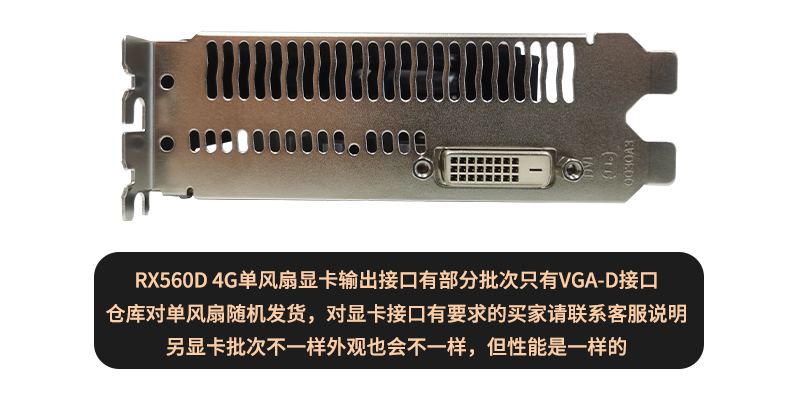 DVI
RX560D 4G单风扇显卡输出接口有部分批次只有VGA-D接口
仓库对单风扇随机发货，对显卡接口有要求的买家请联系客服说明
另显卡批次不一样外观也会不一样，但性能是一样的